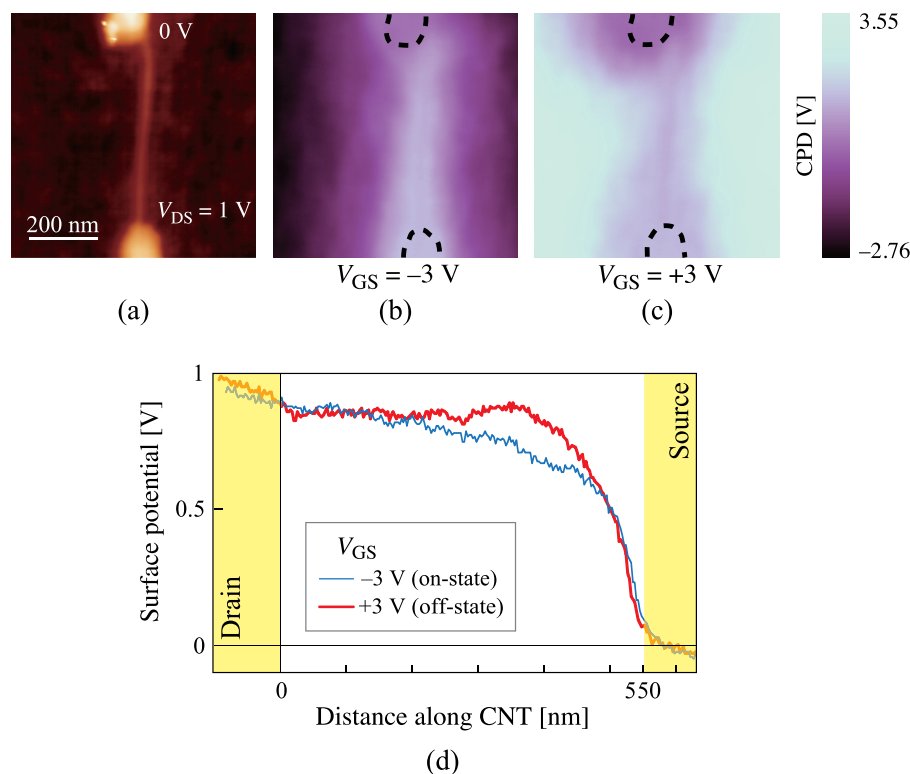 0 V
V_DS = 1 V
200 nm
3.55
CPD [V]
–2.76
V_GS = –3 V
V_GS = +3 V
(a)
(b)
(c)
1
0.5
0
Surface potential [V]
Drain
Source
V_GS
–3 V (on-state)
+3 V (off-state)
0
550
Distance along CNT [nm]
(d)